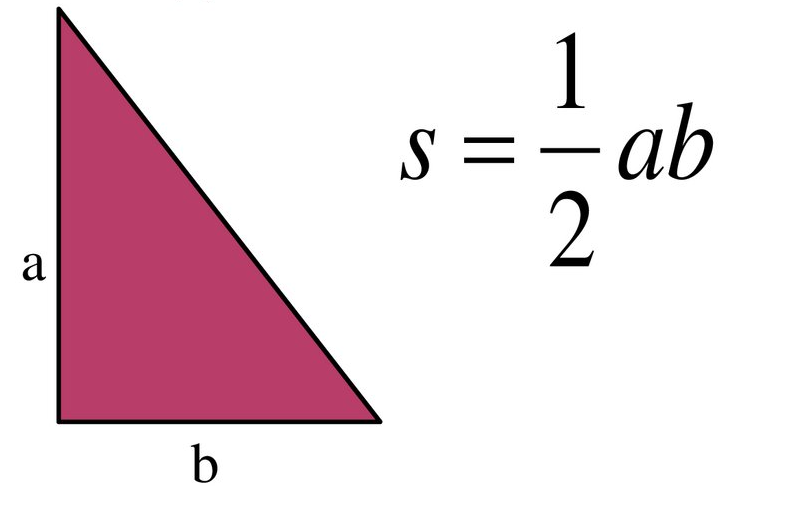 s = 1/2 ab
a
b